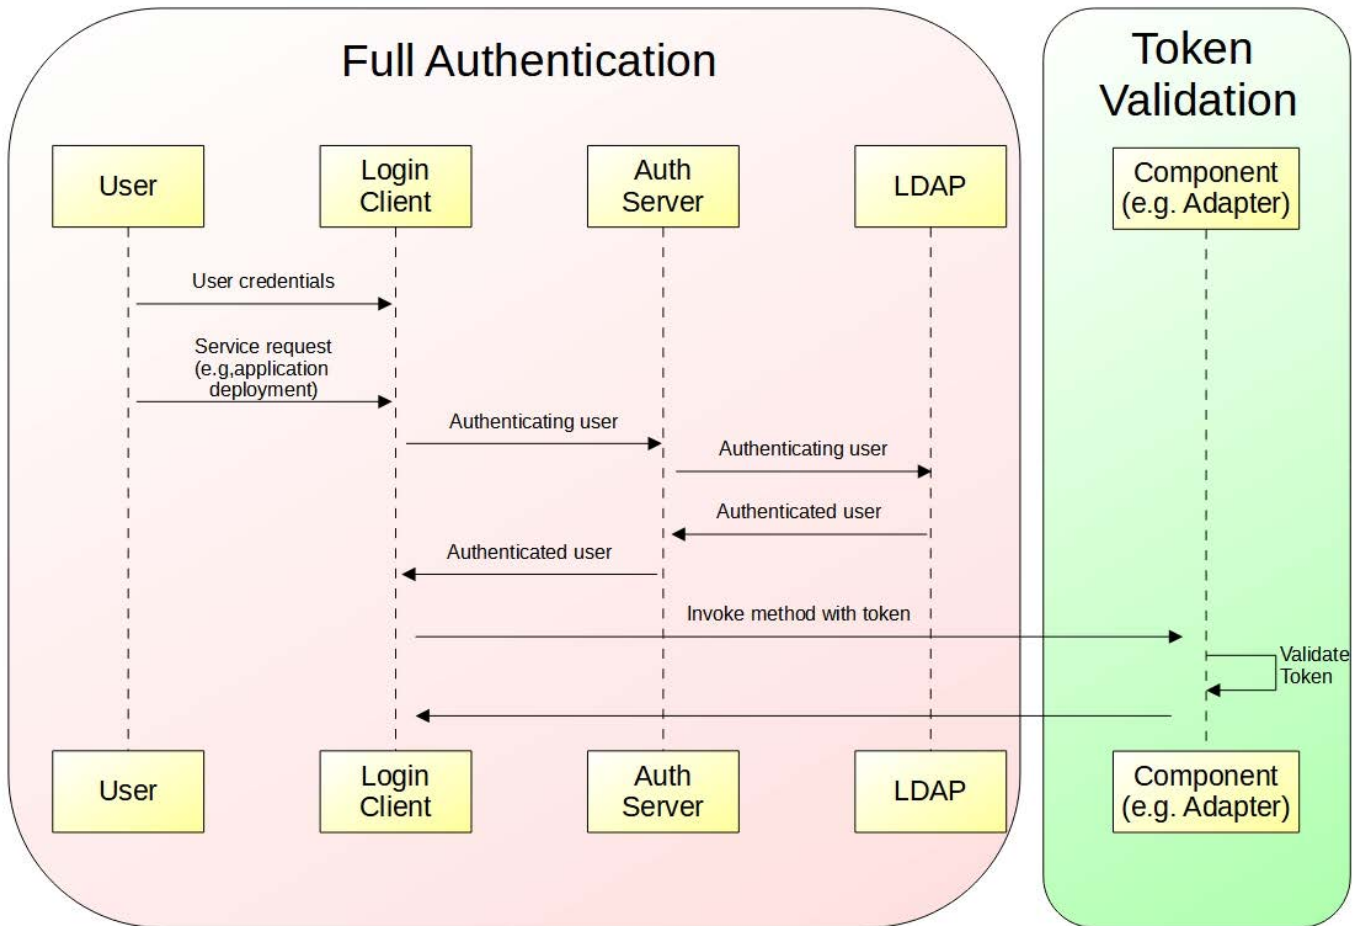 Full Authentication
Token
Validation
User
Login
Client
Auth
Server
LDAP
Component
(e.g. Adapter)
User credentials
Service request
(e.g,application
deployment)
Authenticating user
Authenticating user
Authenticated user
Authenticated user
Invoke method with token
Validate
Token
User
Login
Client
Auth
Server
LDAP
Component
(e.g. Adapter)